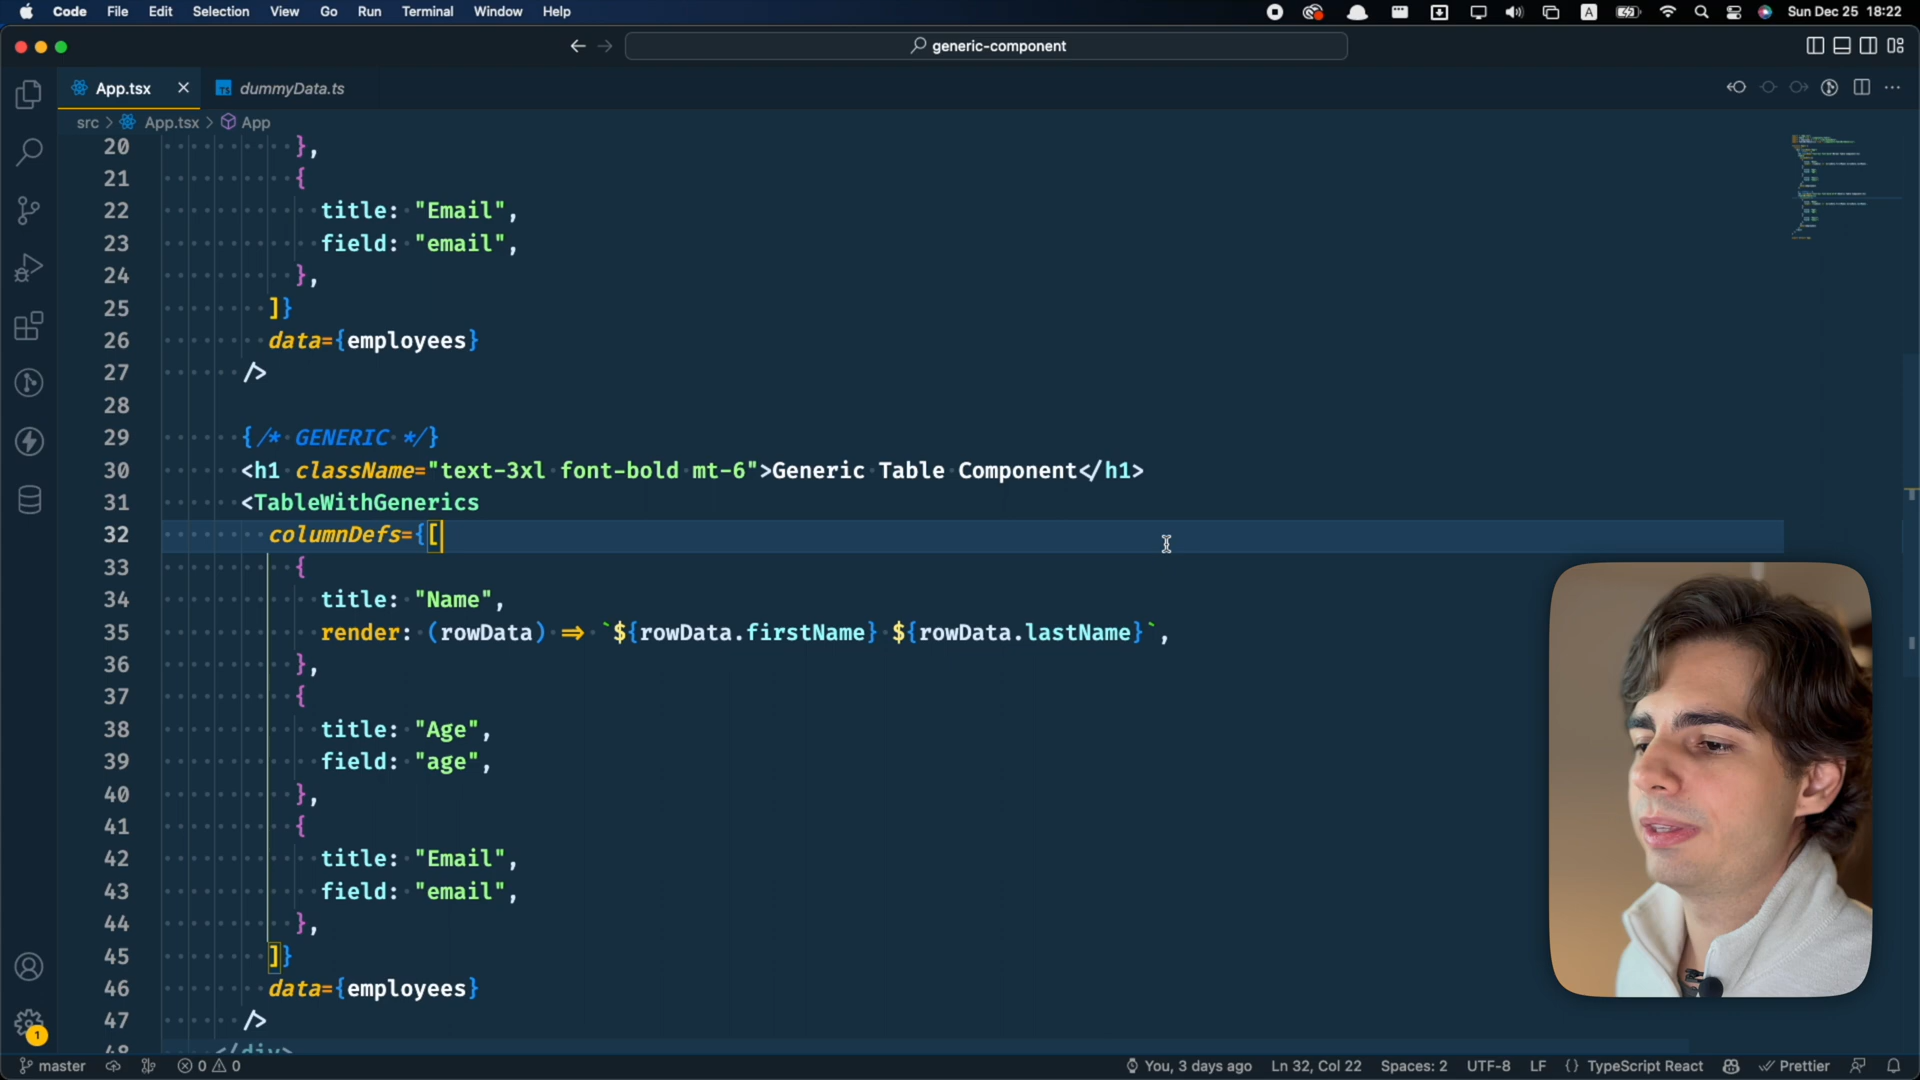 Code File Edit Selection View Go Run Terminal Window Help A Sun Dec 25 18:22
generic-component
App.tsx dummyData.ts
src > App.tsx > App
20 },
21 {
22 title: "Email",
23 field: "email",
24 },
25 ]}
26 data={employees}
27 />
28
29 {/* GENERIC */}
30 <h1 className="text-3xl font-bold mt-6">Generic Table Component</h1>
31 <TableWithGenerics
32 columnDefs={[
33 {
34 title: "Name",
35 render: (rowData) => `${rowData.firstName} ${rowData.lastName}`,
36 },
37 {
38 title: "Age",
39 field: "age",
40 },
41 {
42 title: "Email",
43 field: "email",
44 },
45 ]}
46 data={employees}
47 />
48 </div>
1
master 0 0 You, 3 days ago Ln 32, Col 22 Spaces: 2 UTF-8 LF {} TypeScript React Prettier